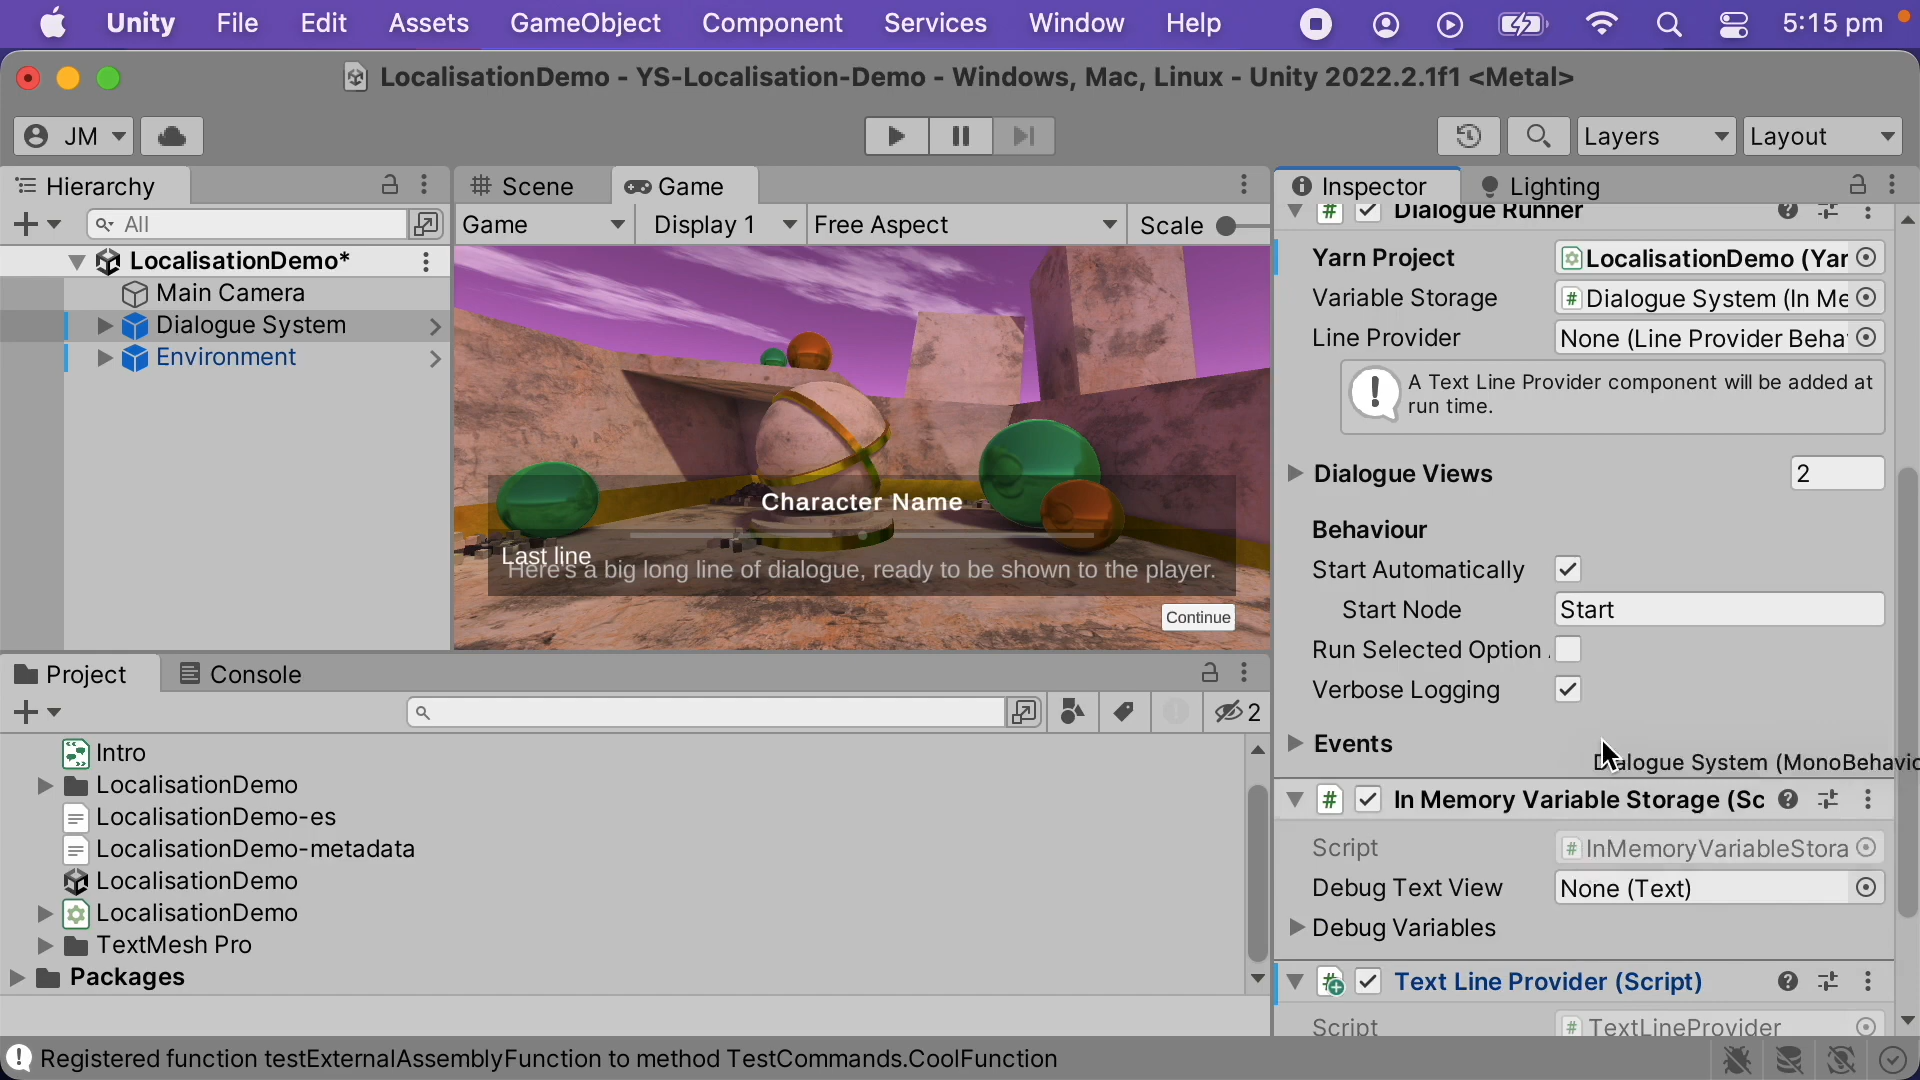 Unity File Edit Assets GameObject Component Services Window Help 5:15 pm
LocalisationDemo - YS-Localisation-Demo - Windows, Mac, Linux - Unity 2022.2.1f1 <Metal>
JM
Layers
Layout
Hierarchy
All
LocalisationDemo*
Main Camera
Dialogue System
Environment
Scene
Game
Game
Display 1
Free Aspect
Scale
Character Name
Last line
Here's a big long line of dialogue, ready to be shown to the player.
Continue
Project
Console
2
Intro
LocalisationDemo
LocalisationDemo-es
LocalisationDemo-metadata
LocalisationDemo
LocalisationDemo
TextMesh Pro
Packages
Inspector
Lighting
Dialogue Runner
Yarn Project LocalisationDemo (Yar
Variable Storage # Dialogue System (In Me
Line Provider None (Line Provider Beha
A Text Line Provider component will be added at
run time.
Dialogue Views 2
Behaviour
Start Automatically
Start Node Start
Run Selected Option
Verbose Logging
Events
Dialogue System (MonoBehavio
# In Memory Variable Storage (Sc
Script # InMemoryVariableStora
Debug Text View None (Text)
Debug Variables
# Text Line Provider (Script)
Script # TextLineProvider
Registered function testExternalAssemblyFunction to method TestCommands.CoolFunction